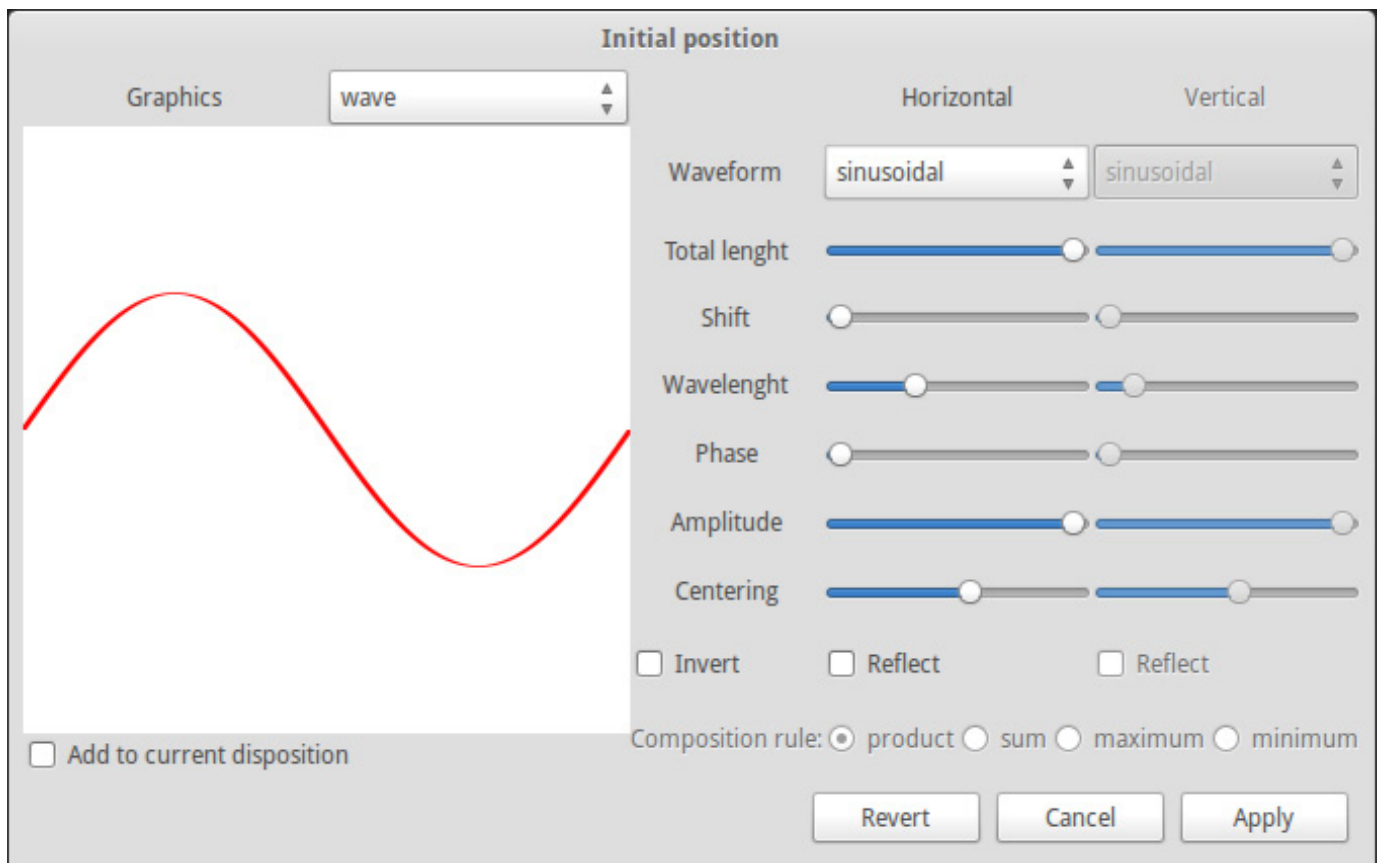 Initial position
Graphics wave Horizontal Vertical
Waveform sinusoidal sinusoidal
Total lenght
Shift
Wavelenght
Phase
Amplitude
Centering
Invert Reflect Reflect
Composition rule: product sum maximum minimum
Add to current disposition
Revert Cancel Apply